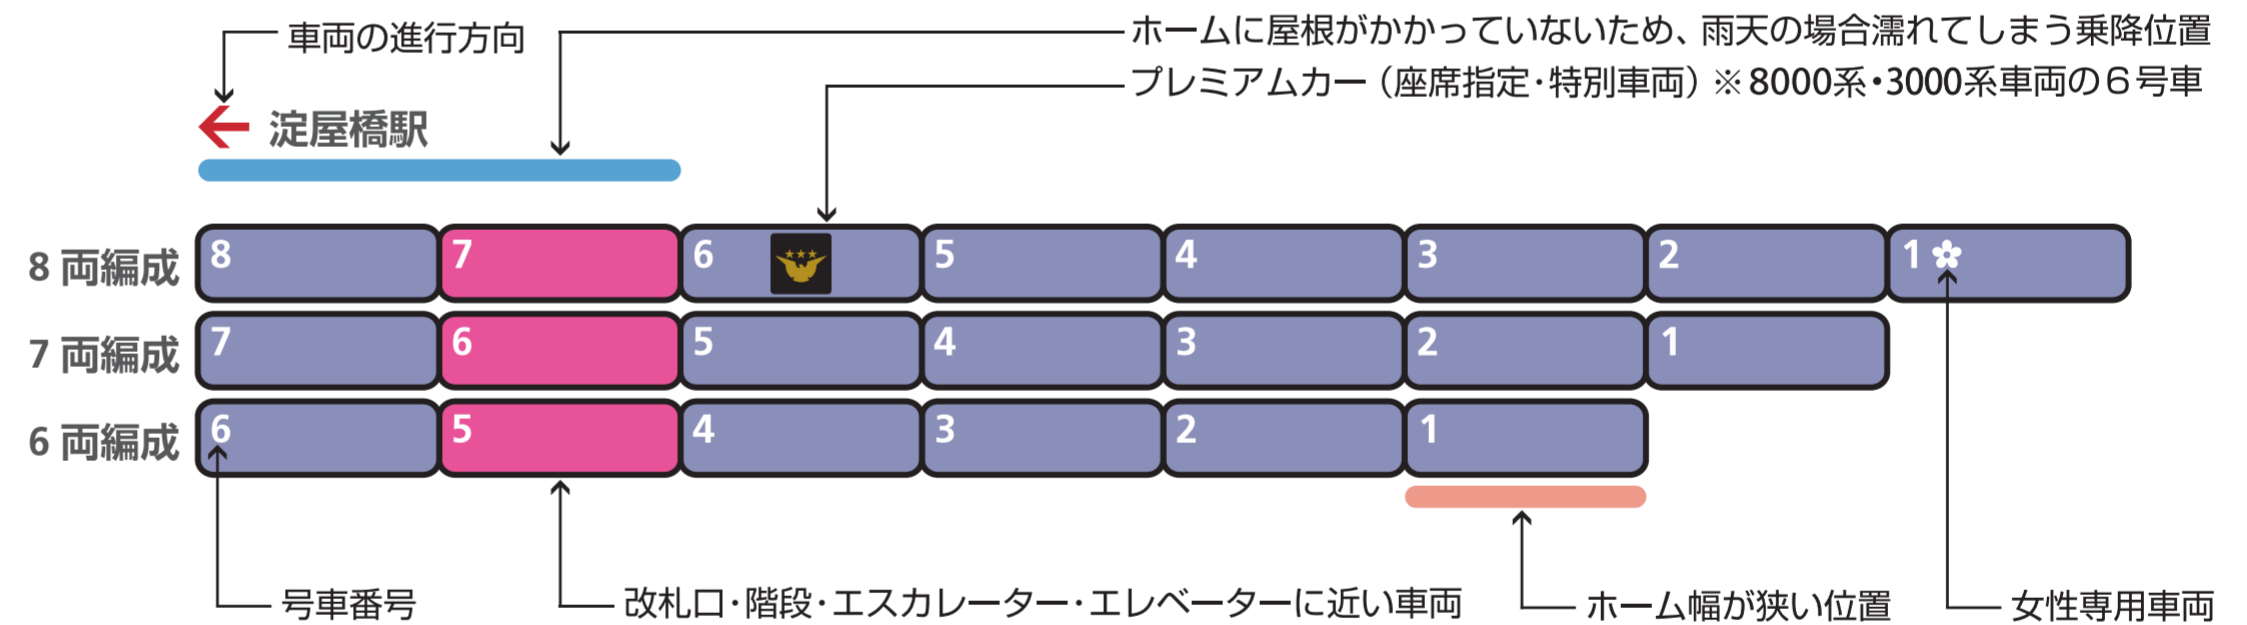 車両の進行方向
ホームに屋根がかかっていないため、雨天の場合濡れてしまう乗降位置
プレミアムカー（座席指定・特別車両）※8000系・3000系車両の６号車
淀屋橋駅
8 両編成 8 7 6 5 4 3 2 1
7 両編成 7 6 5 4 3 2 1
6 両編成 6 5 4 3 2 1
号車番号
改札口・階段・エスカレーター・エレベーターに近い車両
ホーム幅が狭い位置
女性専用車両